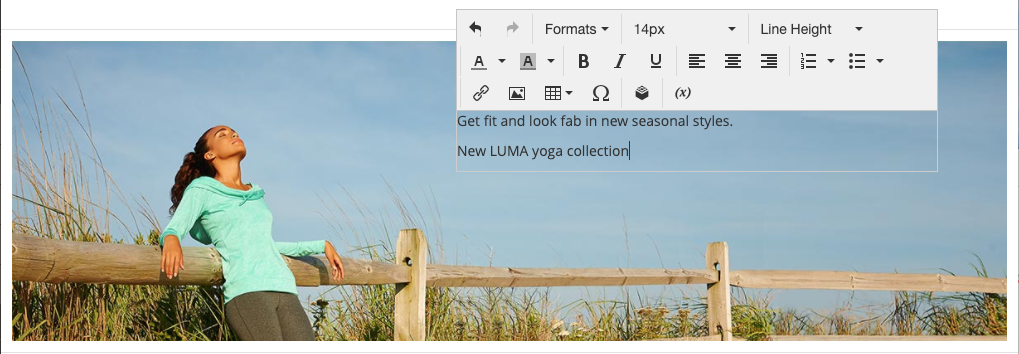 Formats 14px Line Height
A A B I U
Ω (x)
Get fit and look fab in new seasonal styles.
New LUMA yoga collection